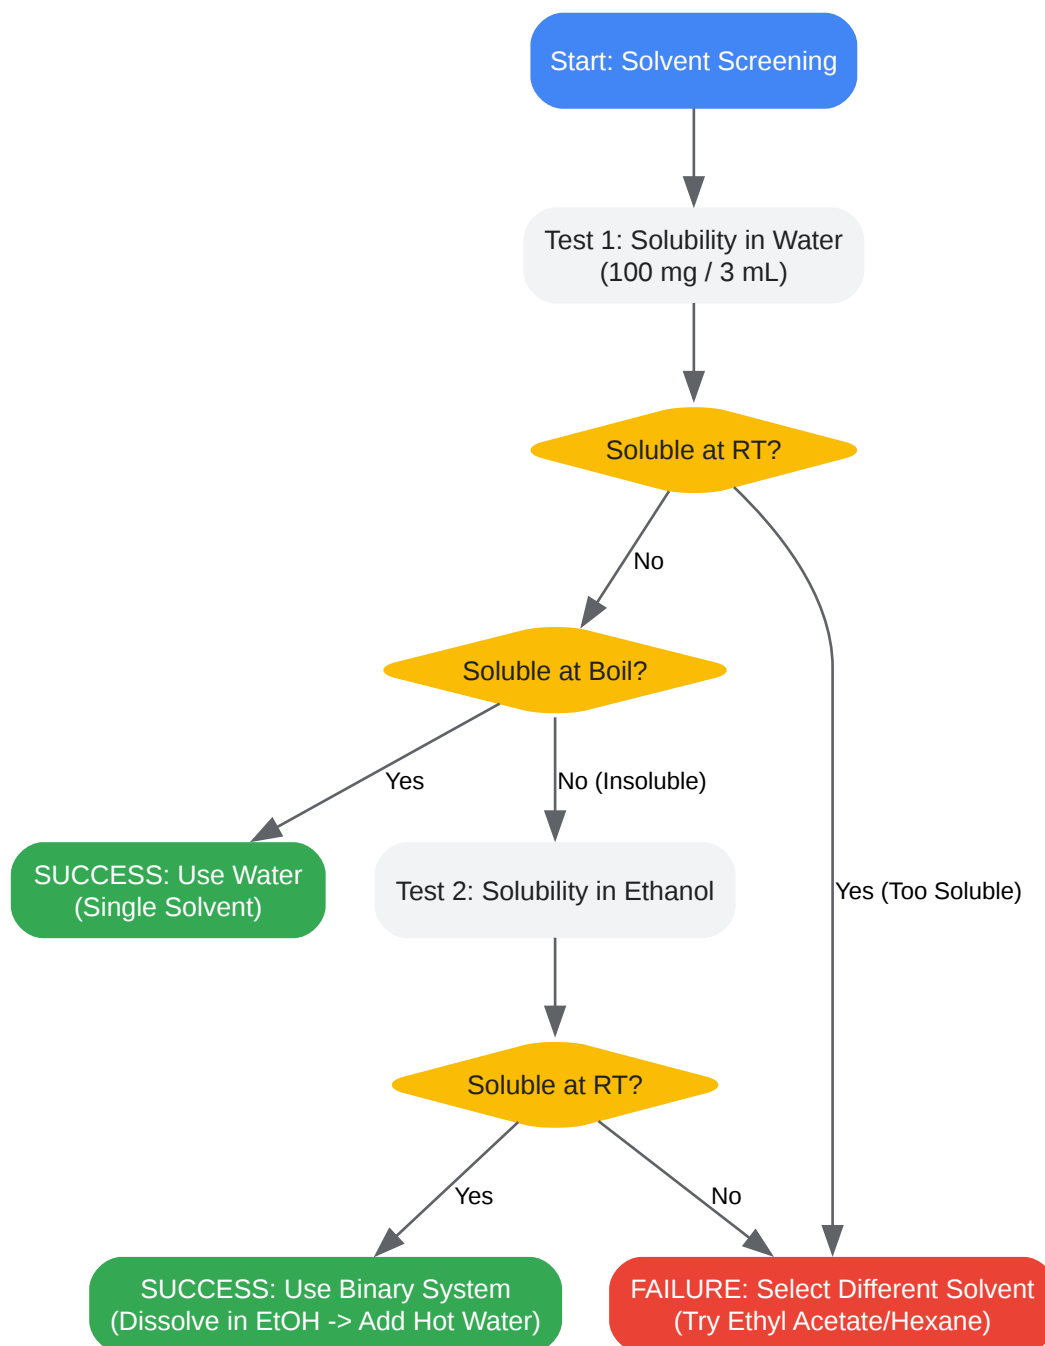 Start: Solvent Screening
Test 1: Solubility in Water
(100 mg / 3 mL)
Soluble at RT?
No
Soluble at Boil?
Yes
No (Insoluble)
SUCCESS: Use Water
(Single Solvent)
Test 2: Solubility in Ethanol
Yes (Too Soluble)
Soluble at RT?
Yes
No
SUCCESS: Use Binary System
(Dissolve in EtOH -> Add Hot Water)
FAILURE: Select Different Solvent
(Try Ethyl Acetate/Hexane)